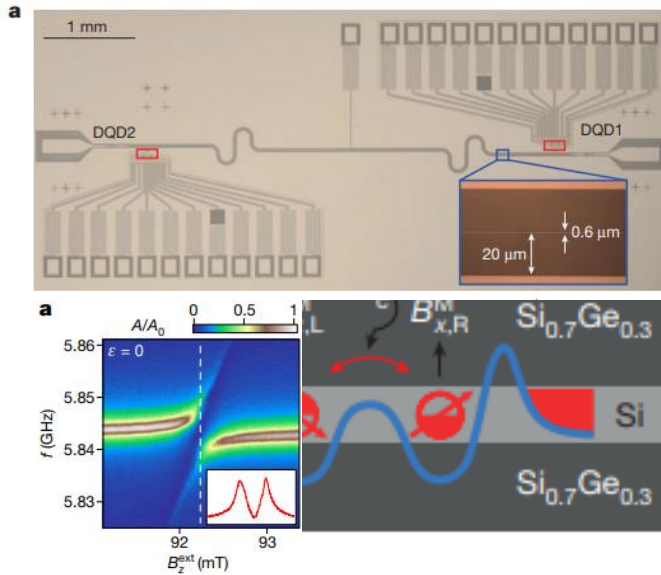 a
1 mm
DQD2
DQD1
0.6 μm
20 μm
a
A/A₀
0 0.5 1
ε = 0
5.86
5.85
5.84
5.83
f (GHz)
92 93
B_z^ext (mT)
B^M_x,R
,L
Si₀.₇Ge₀.₃
Si
Si₀.₇Ge₀.₃